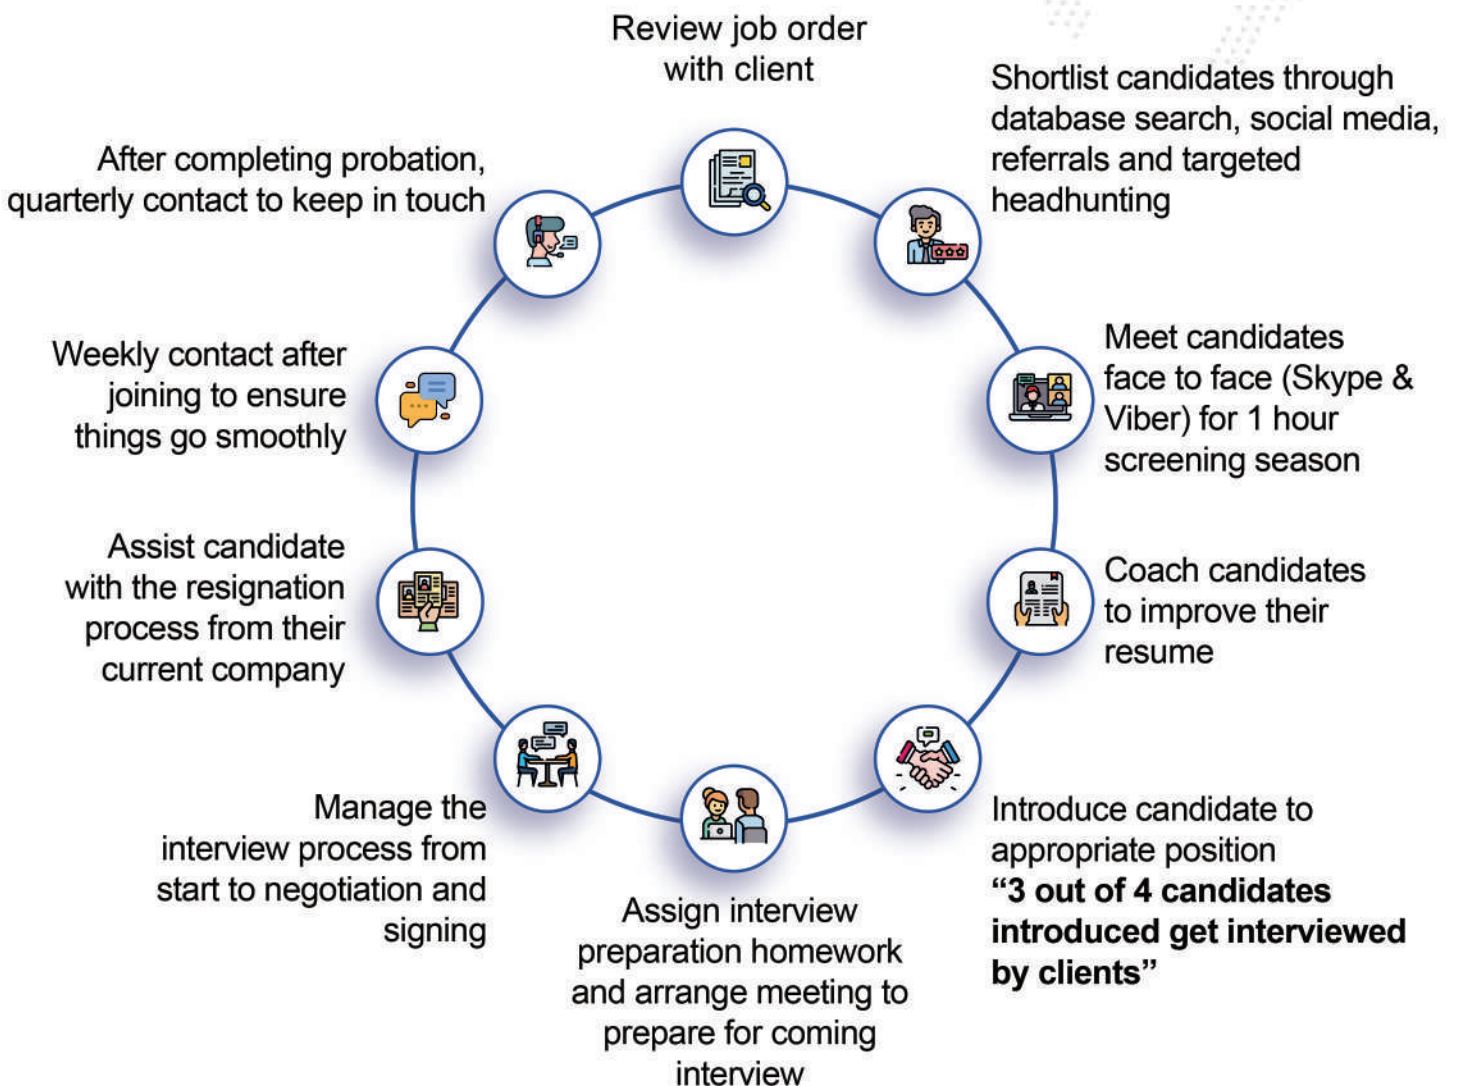 Review job order
with client
Shortlist candidates through
database search, social media,
referrals and targeted
headhunting
Meet candidates
face to face (Skype &
Viber) for 1 hour
screening season
Coach candidates
to improve their
resume
Introduce candidate to
appropriate position
“3 out of 4 candidates
introduced get interviewed
by clients”
Assign interview
preparation homework
and arrange meeting to
prepare for coming
interview
Manage the
interview process from
start to negotiation and
signing
Assist candidate
with the resignation
process from their
current company
Weekly contact after
joining to ensure
things go smoothly
After completing probation,
quarterly contact to keep in touch